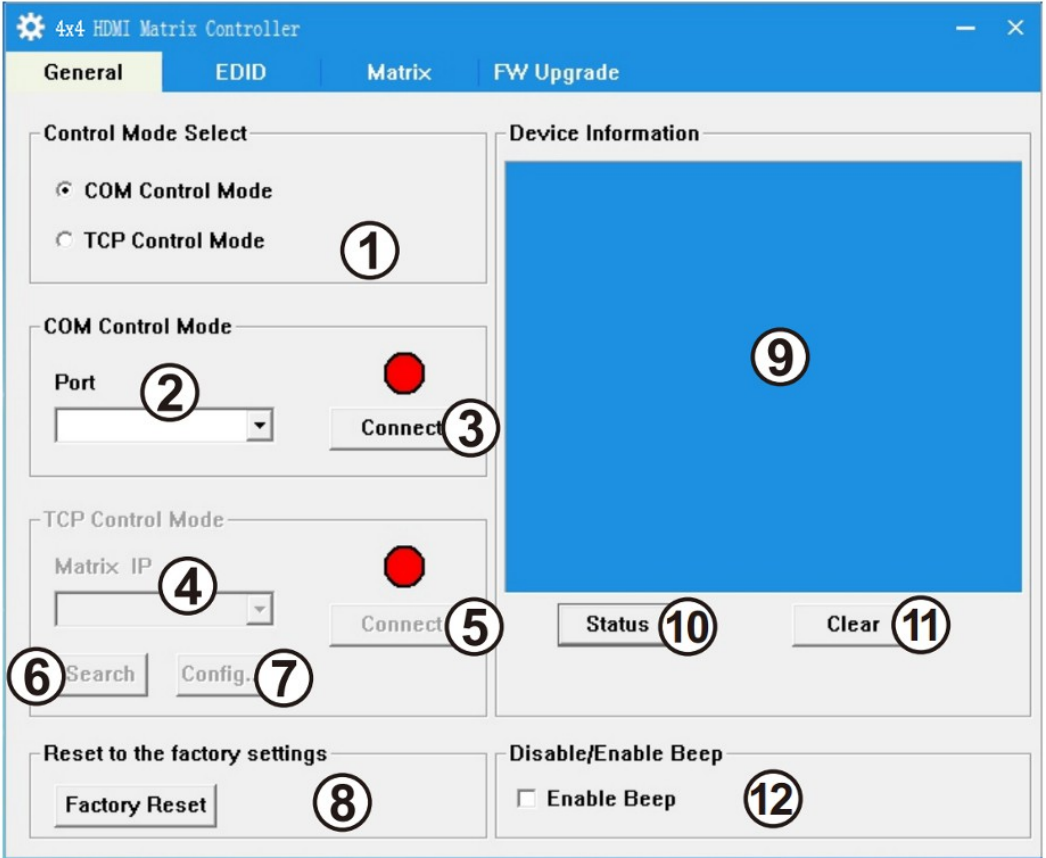 4x4 HDMI Matrix Controller
General EDID Matrix FW Upgrade
Control Mode Select
COM Control Mode
TCP Control Mode
1
COM Control Mode
Port
2
Connect
3
TCP Control Mode
Matrix IP
4
Connect
5
6
Search
Config..
7
Reset to the factory settings
Factory Reset
8
Device Information
9
Status
10
Clear
11
Disable/Enable Beep
Enable Beep
12